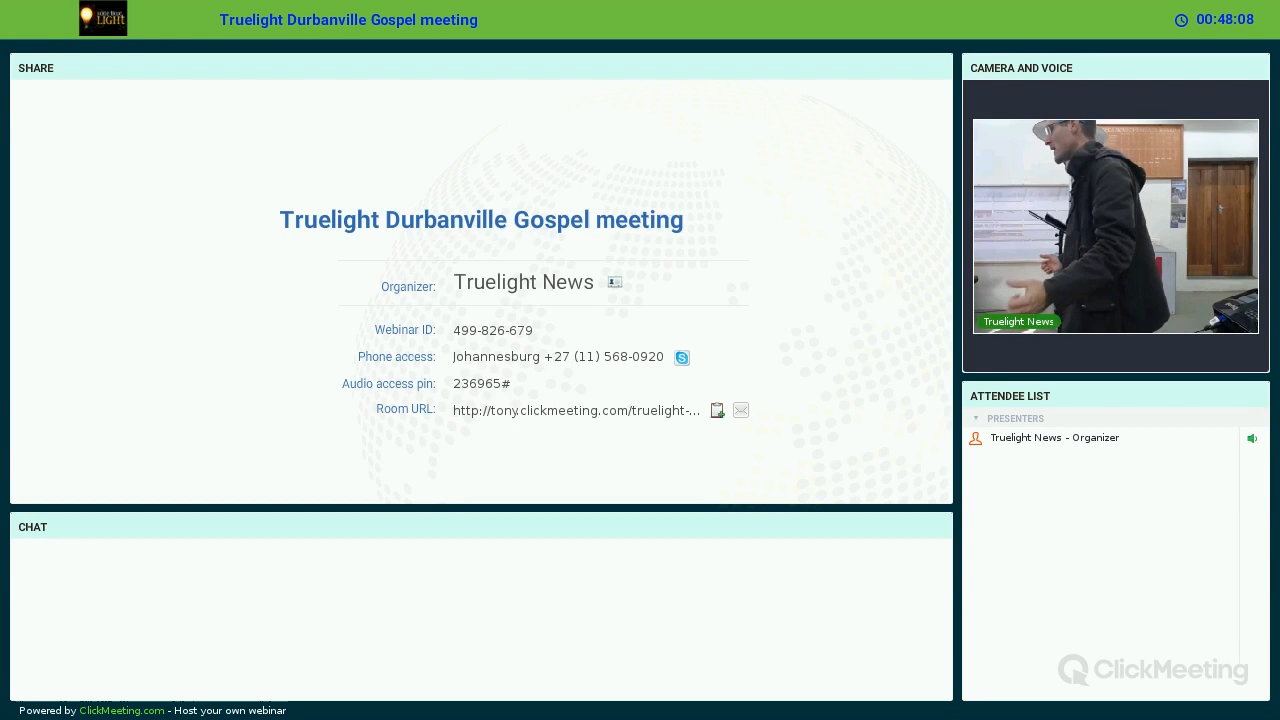 LIGHT
Truelight Durbanville Gospel meeting
00:48:08
SHARE
Truelight Durbanville Gospel meeting
Organizer: Truelight News
Webinar ID: 499-826-679
Phone access: Johannesburg +27 (11) 568-0920
Audio access pin: 236965#
Room URL: http://tony.clickmeeting.com/truelight-...
CHAT
CAMERA AND VOICE
Truelight News
ATTENDEE LIST
PRESENTERS
Truelight News - Organizer
ClickMeeting
Powered by ClickMeeting.com - Host your own webinar